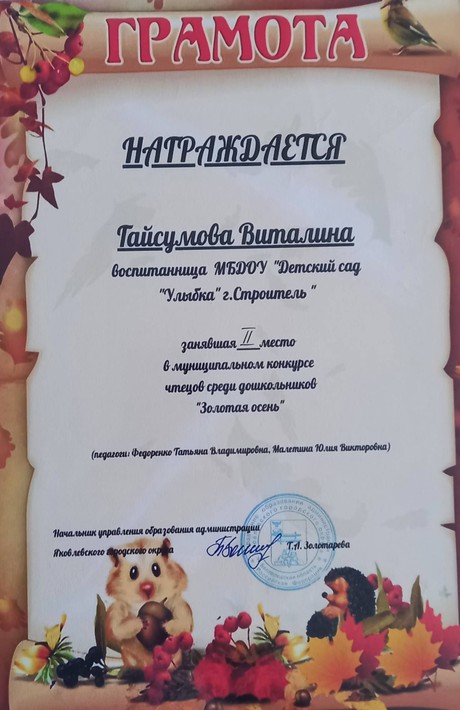 ГРАМОТА
НАГРАЖДАЕТСЯ
Гайсумова Виталина
воспитанница МБДОУ "Детский сад
"Улыбка" г.Строитель "
занявшая II место
в муниципальном конкурсе
чтецов среди дошкольников
"Золотая осень"
(педагоги: Федоренко Татьяна Владимировна, Малетина Юлия Викторовна)
Начальник управления образования администрации
Яковлевского городского округа Т.А. Золотарева